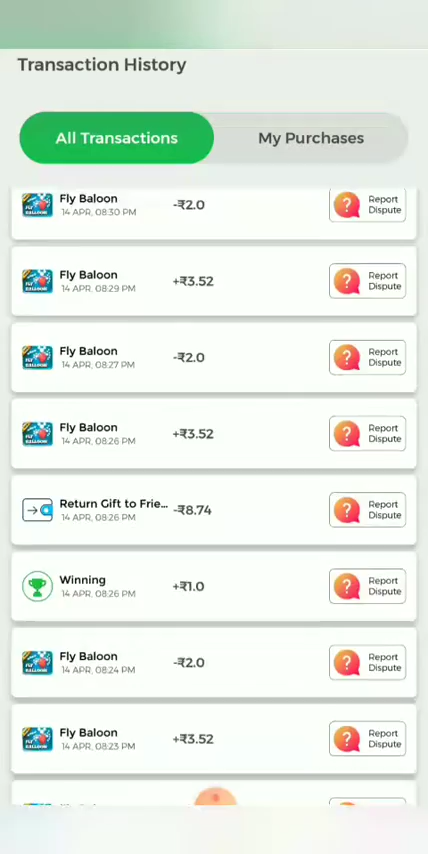 Transaction History
All Transactions
My Purchases
Fly Baloon
14 APR, 08:30 PM
-₹2.0
Report
Dispute
Fly Baloon
14 APR, 08:29 PM
+₹3.52
Report
Dispute
Fly Baloon
14 APR, 08:27 PM
-₹2.0
Report
Dispute
Fly Baloon
14 APR, 08:26 PM
+₹3.52
Report
Dispute
Return Gift to Frie...
14 APR, 08:26 PM
-₹8.74
Report
Dispute
Winning
14 APR, 08:26 PM
+₹1.0
Report
Dispute
Fly Baloon
14 APR, 08:24 PM
-₹2.0
Report
Dispute
Fly Baloon
14 APR, 08:23 PM
+₹3.52
Report
Dispute